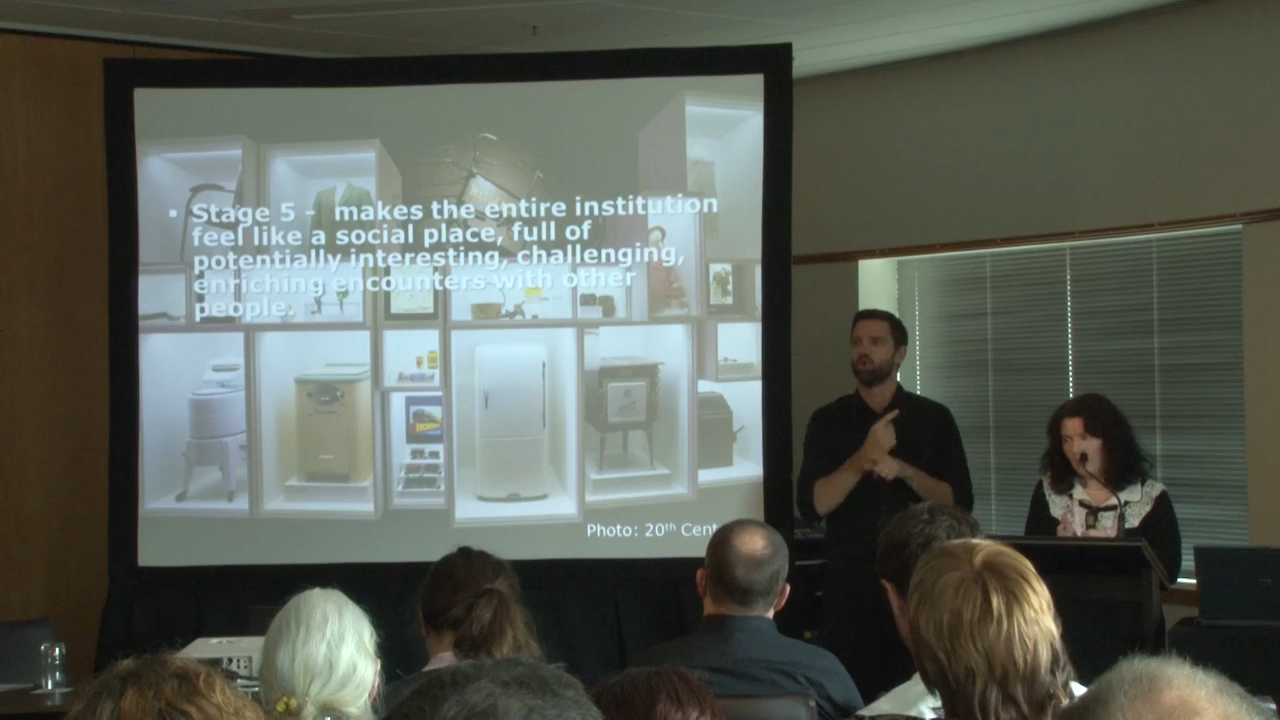 ▪ Stage 5 - makes the entire institution
feel like a social place, full of
potentially interesting, challenging,
enriching encounters with other
people.
Photo: 20th Cent